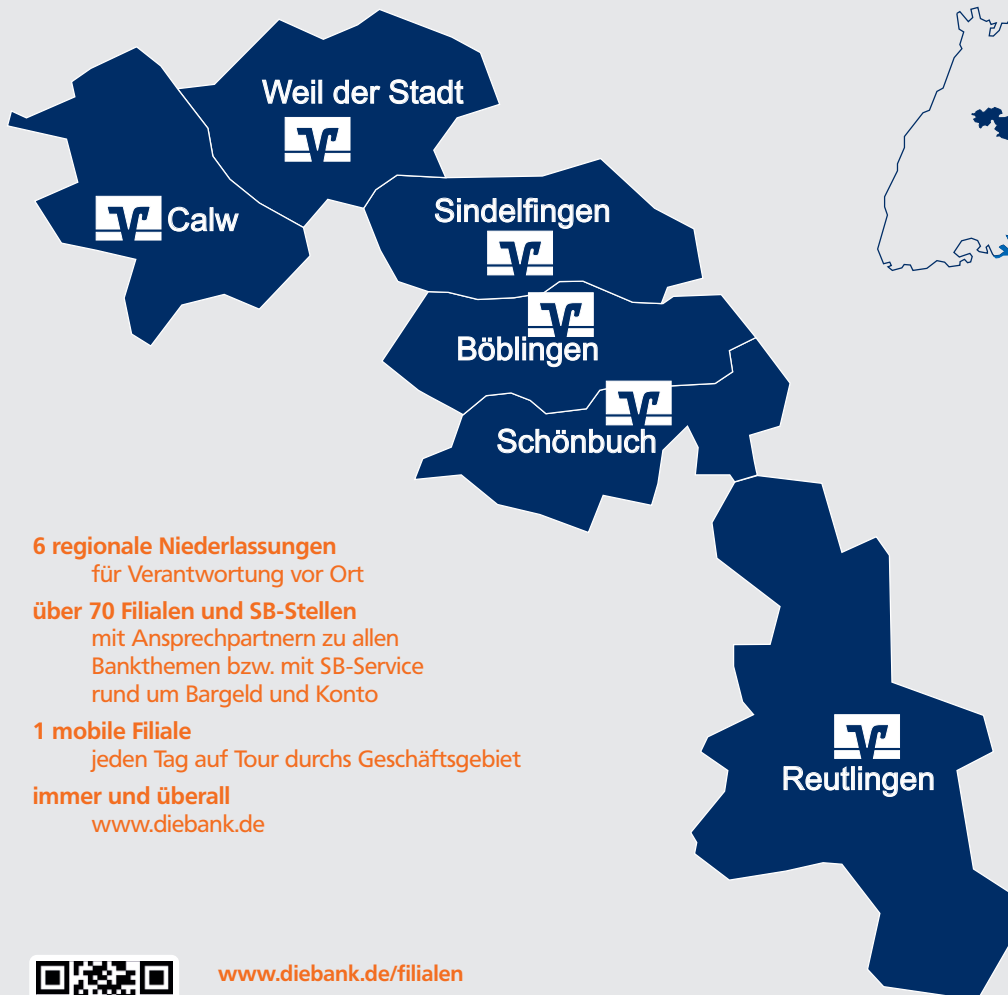 Weil der Stadt
Calw
Sindelfingen
Böblingen
Schönbuch
Reutlingen
6 regionale Niederlassungen
für Verantwortung vor Ort
über 70 Filialen und SB-Stellen
mit Ansprechpartnern zu allen
Bankthemen bzw. mit SB-Service
rund um Bargeld und Konto
1 mobile Filiale
jeden Tag auf Tour durchs Geschäftsgebiet
immer und überall
www.diebank.de
www.diebank.de/filialen